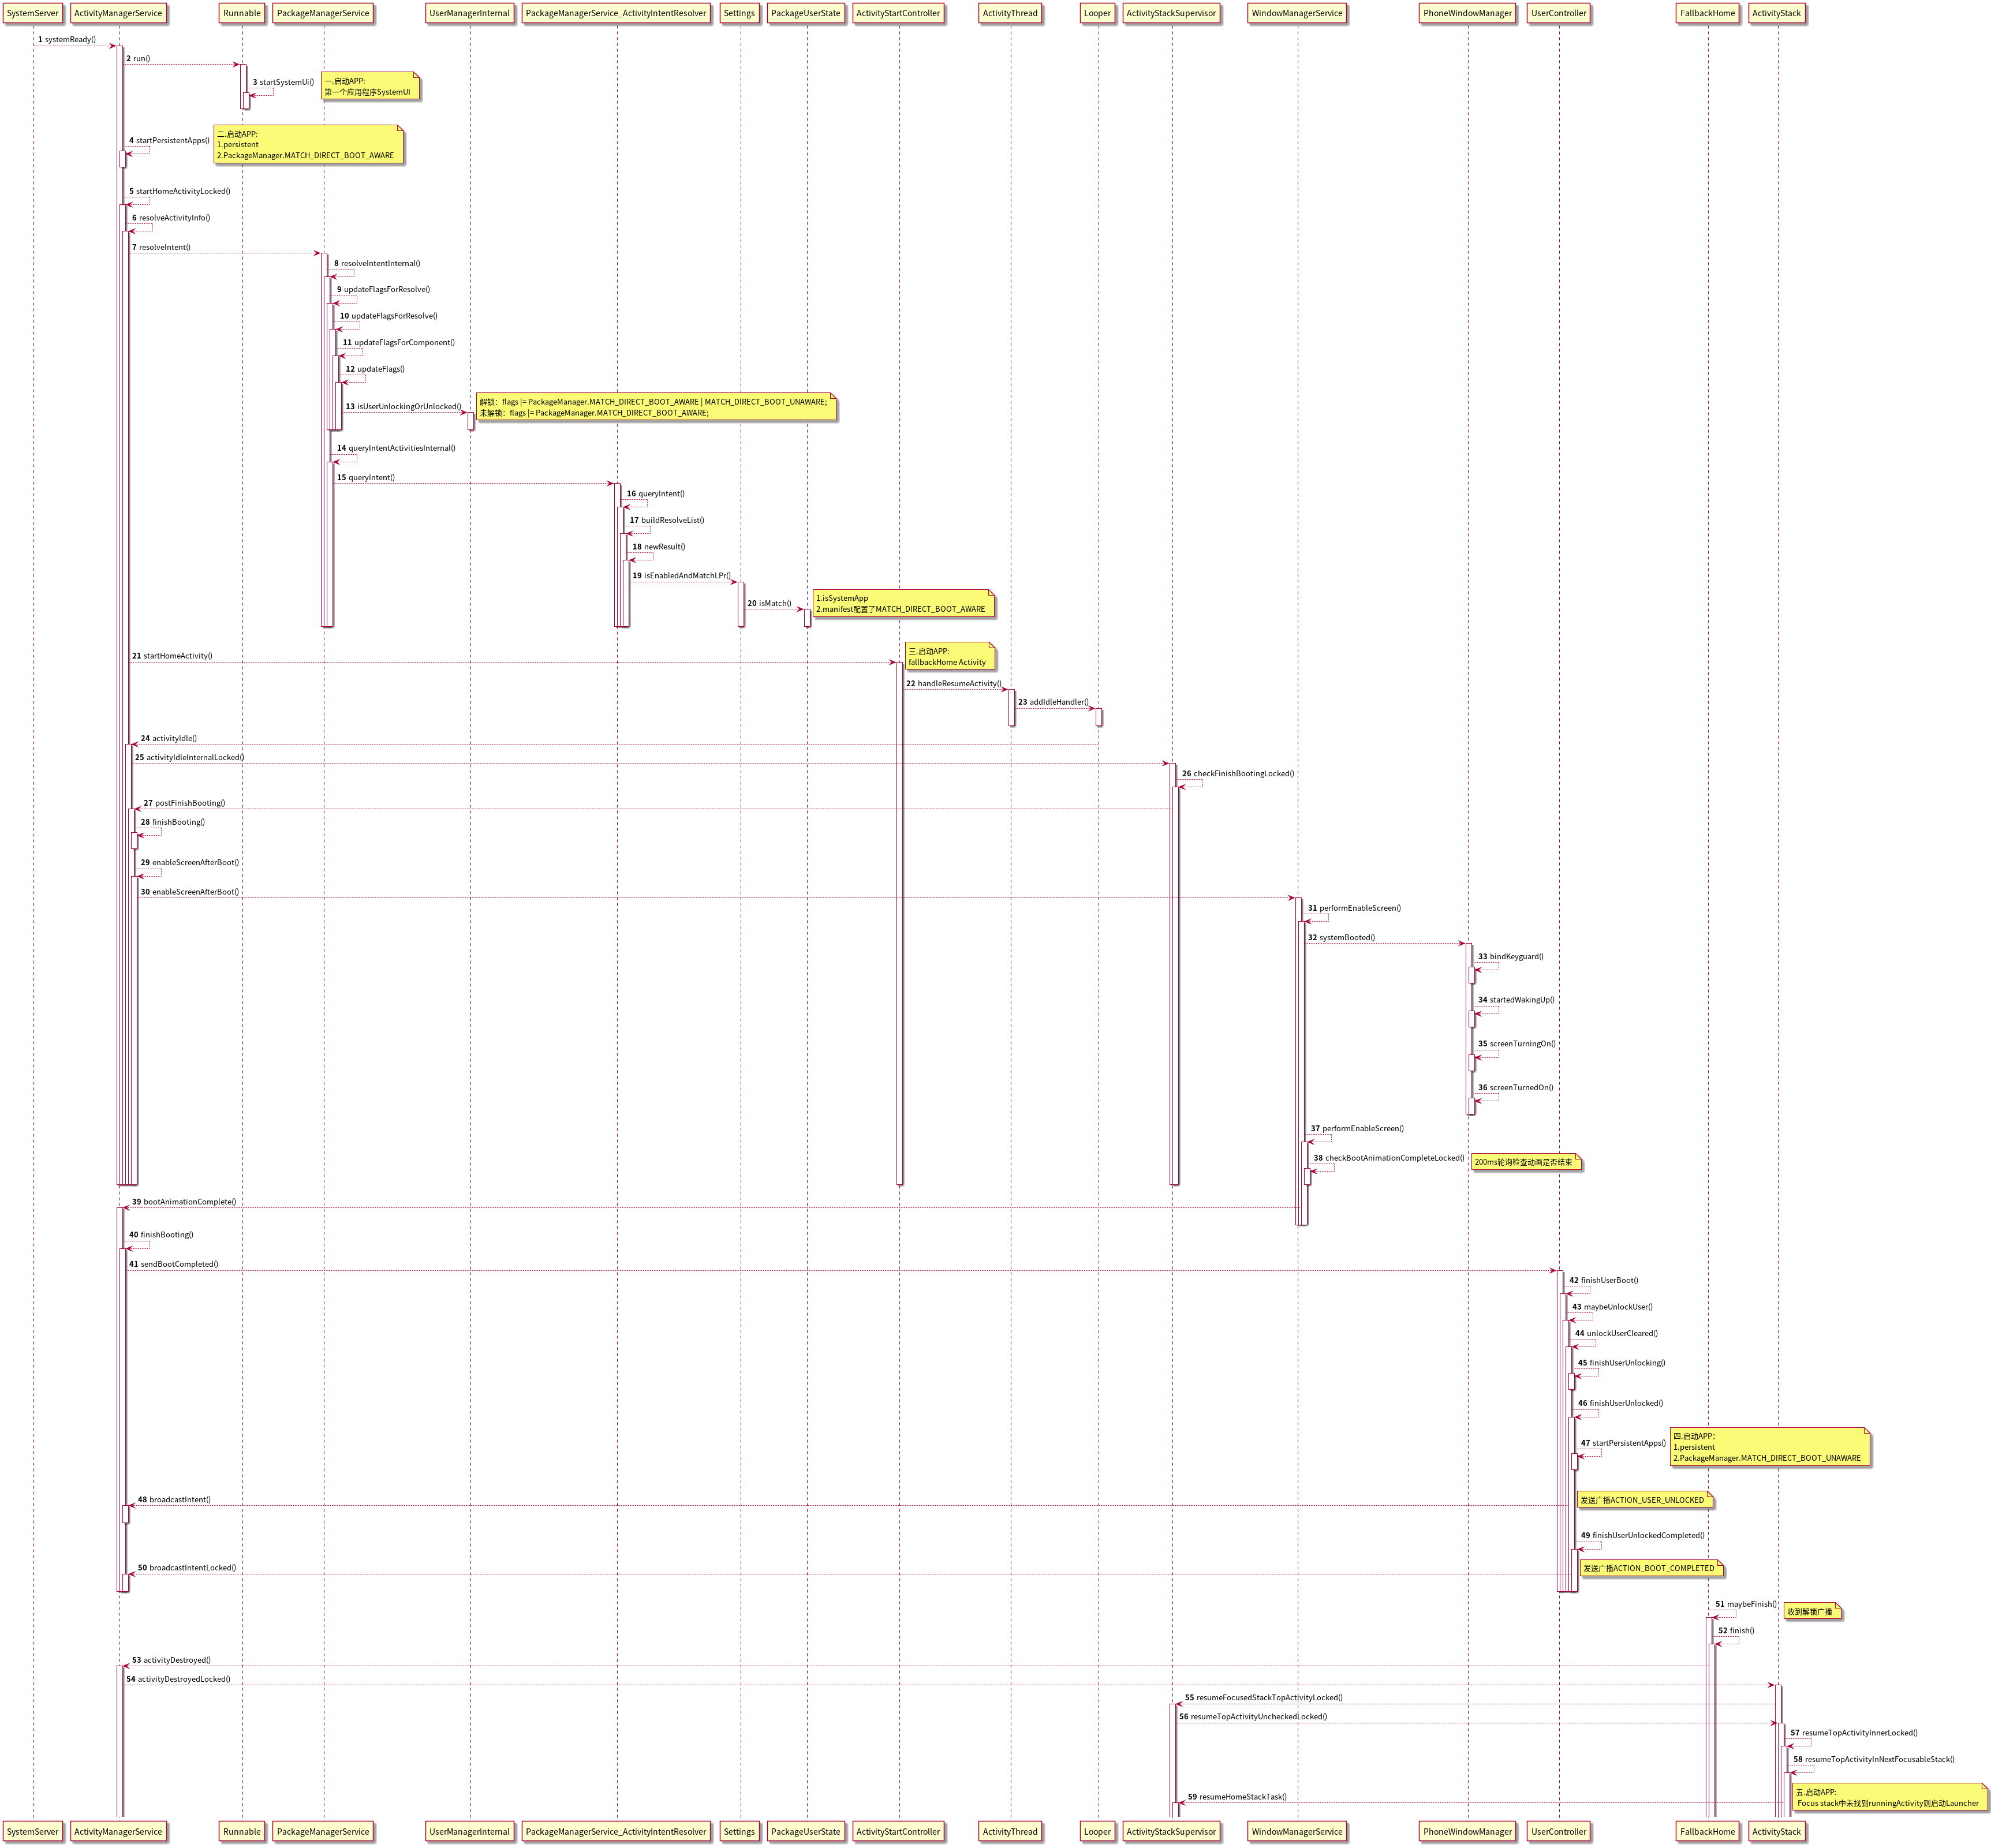 SystemServer
ActivityManagerService
Runnable
PackageManagerService
UserManagerInternal
PackageManagerService_ActivityIntentResolver
Settings
PackageUserState
ActivityStartController
ActivityThread
Looper
ActivityStackSupervisor
WindowManagerService
PhoneWindowManager
UserController
FallbackHome
ActivityStack
1 systemReady()
2 run()
3 startSystemUi()
一.启动APP:
第一个应用程序SystemUI
4 startPersistentApps()
二.启动APP:
1.persistent
2.PackageManager.MATCH_DIRECT_BOOT_AWARE
5 startHomeActivityLocked()
6 resolveActivityInfo()
7 resolveIntent()
8 resolveIntentInternal()
9 updateFlagsForResolve()
10 updateFlagsForResolve()
11 updateFlagsForComponent()
12 updateFlags()
13 isUserUnlockingOrUnlocked()
解锁：flags |= PackageManager.MATCH_DIRECT_BOOT_AWARE | MATCH_DIRECT_BOOT_UNAWARE;
未解锁：flags |= PackageManager.MATCH_DIRECT_BOOT_AWARE;
14 queryIntentActivitiesInternal()
15 queryIntent()
16 queryIntent()
17 buildResolveList()
18 newResult()
19 isEnabledAndMatchLPr()
20 isMatch()
1.isSystemApp
2.manifest配置了MATCH_DIRECT_BOOT_AWARE
21 startHomeActivity()
三.启动APP:
fallbackHome Activity
22 handleResumeActivity()
23 addIdleHandler()
24 activityIdle()
25 activityIdleInternalLocked()
26 checkFinishBootingLocked()
27 postFinishBooting()
28 finishBooting()
29 enableScreenAfterBoot()
30 enableScreenAfterBoot()
31 performEnableScreen()
32 systemBooted()
33 bindKeyguard()
34 startedWakingUp()
35 screenTurningOn()
36 screenTurnedOn()
37 performEnableScreen()
38 checkBootAnimationCompleteLocked()
200ms轮询检查动画是否结束
39 bootAnimationComplete()
40 finishBooting()
41 sendBootCompleted()
42 finishUserBoot()
43 maybeUnlockUser()
44 unlockUserCleared()
45 finishUserUnlocking()
46 finishUserUnlocked()
47 startPersistentApps()
四.启动APP：
1.persistent
2.PackageManager.MATCH_DIRECT_BOOT_UNAWARE
48 broadcastIntent()
发送广播ACTION_USER_UNLOCKED
49 finishUserUnlockedCompleted()
50 broadcastIntentLocked()
发送广播ACTION_BOOT_COMPLETED
51 maybeFinish()
收到解锁广播
52 finish()
53 activityDestroyed()
54 activityDestroyedLocked()
55 resumeFocusedStackTopActivityLocked()
56 resumeTopActivityUncheckedLocked()
57 resumeTopActivityInnerLocked()
58 resumeTopActivityInNextFocusableStack()
59 resumeHomeStackTask()
五.启动APP:
Focus stack中未找到runningActivity则启动Launcher
SystemServer
ActivityManagerService
Runnable
PackageManagerService
UserManagerInternal
PackageManagerService_ActivityIntentResolver
Settings
PackageUserState
ActivityStartController
ActivityThread
Looper
ActivityStackSupervisor
WindowManagerService
PhoneWindowManager
UserController
FallbackHome
ActivityStack